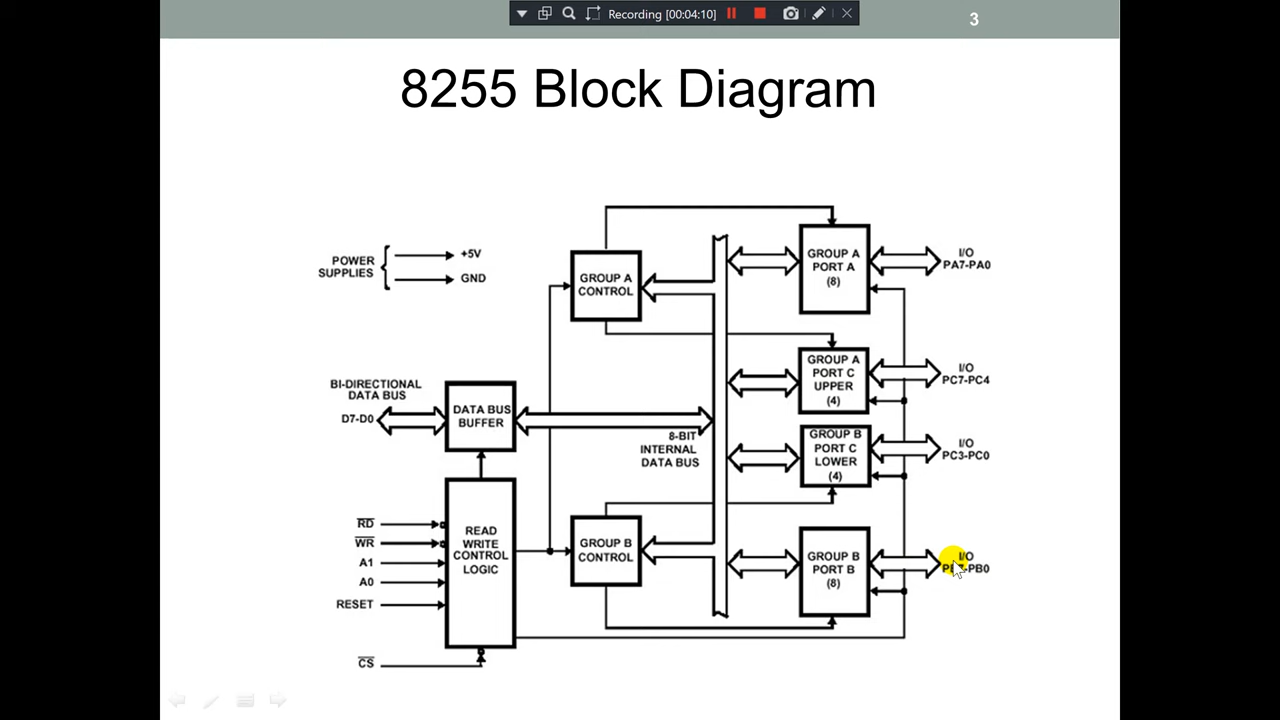 Recording [00:04:10]
3
8255 Block Diagram
POWER
SUPPLIES
+5V
GND
GROUP A
CONTROL
GROUP A
PORT A
(8)
I/O
PA7-PA0
GROUP A
PORT C
UPPER
(4)
I/O
PC7-PC4
BI-DIRECTIONAL
DATA BUS
D7-D0
DATA BUS
BUFFER
8-BIT
INTERNAL
DATA BUS
GROUP B
PORT C
LOWER
(4)
I/O
PC3-PC0
RD
WR
A1
A0
RESET
CS
READ
WRITE
CONTROL
LOGIC
GROUP B
CONTROL
GROUP B
PORT B
(8)
I/O
PB7-PB0